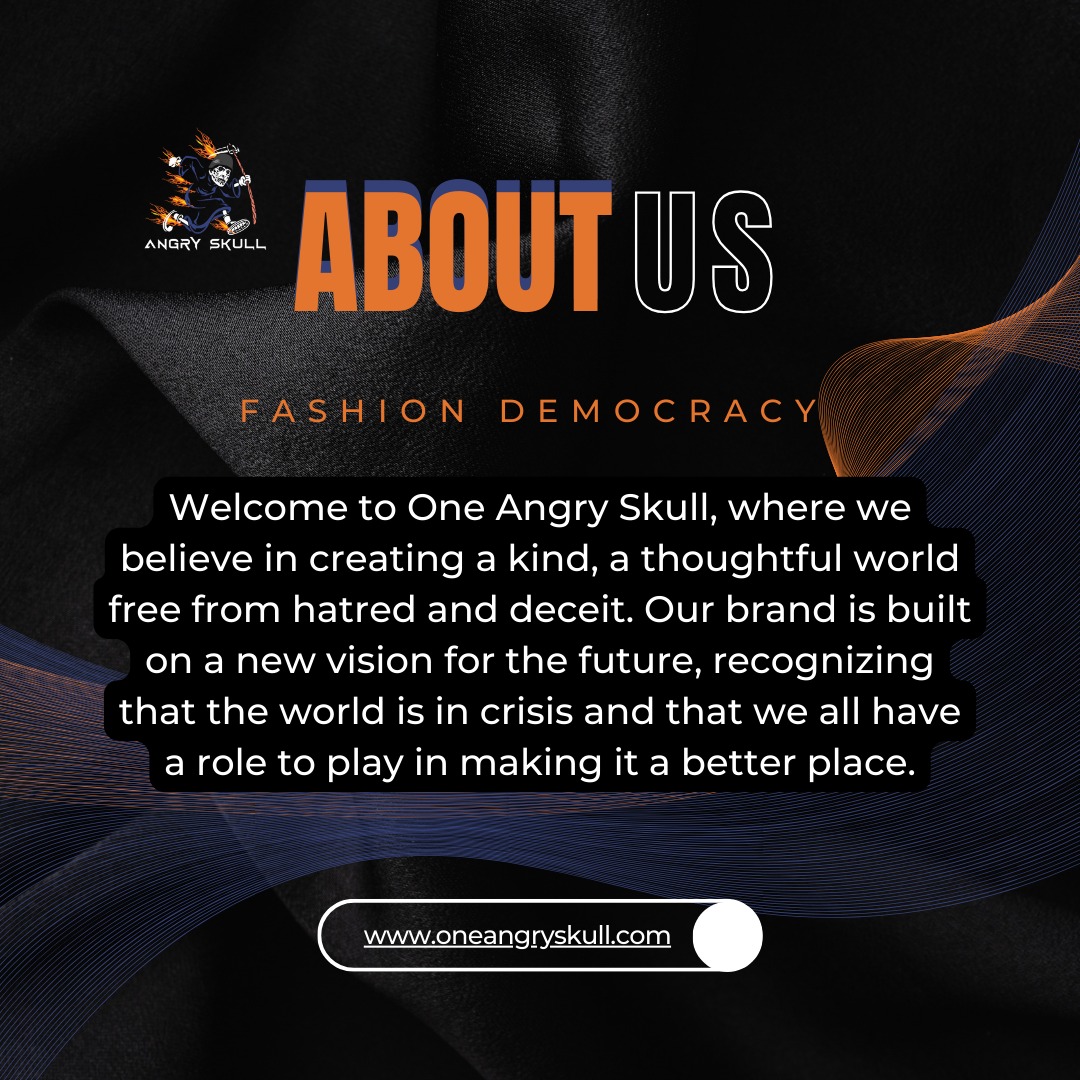 ANGRY SKULL
ABOUT US
FASHION DEMOCRACY
Welcome to One Angry Skull, where we
believe in creating a kind, a thoughtful world
free from hatred and deceit. Our brand is built
on a new vision for the future, recognizing
that the world is in crisis and that we all have
a role to play in making it a better place.
www.oneangryskull.com